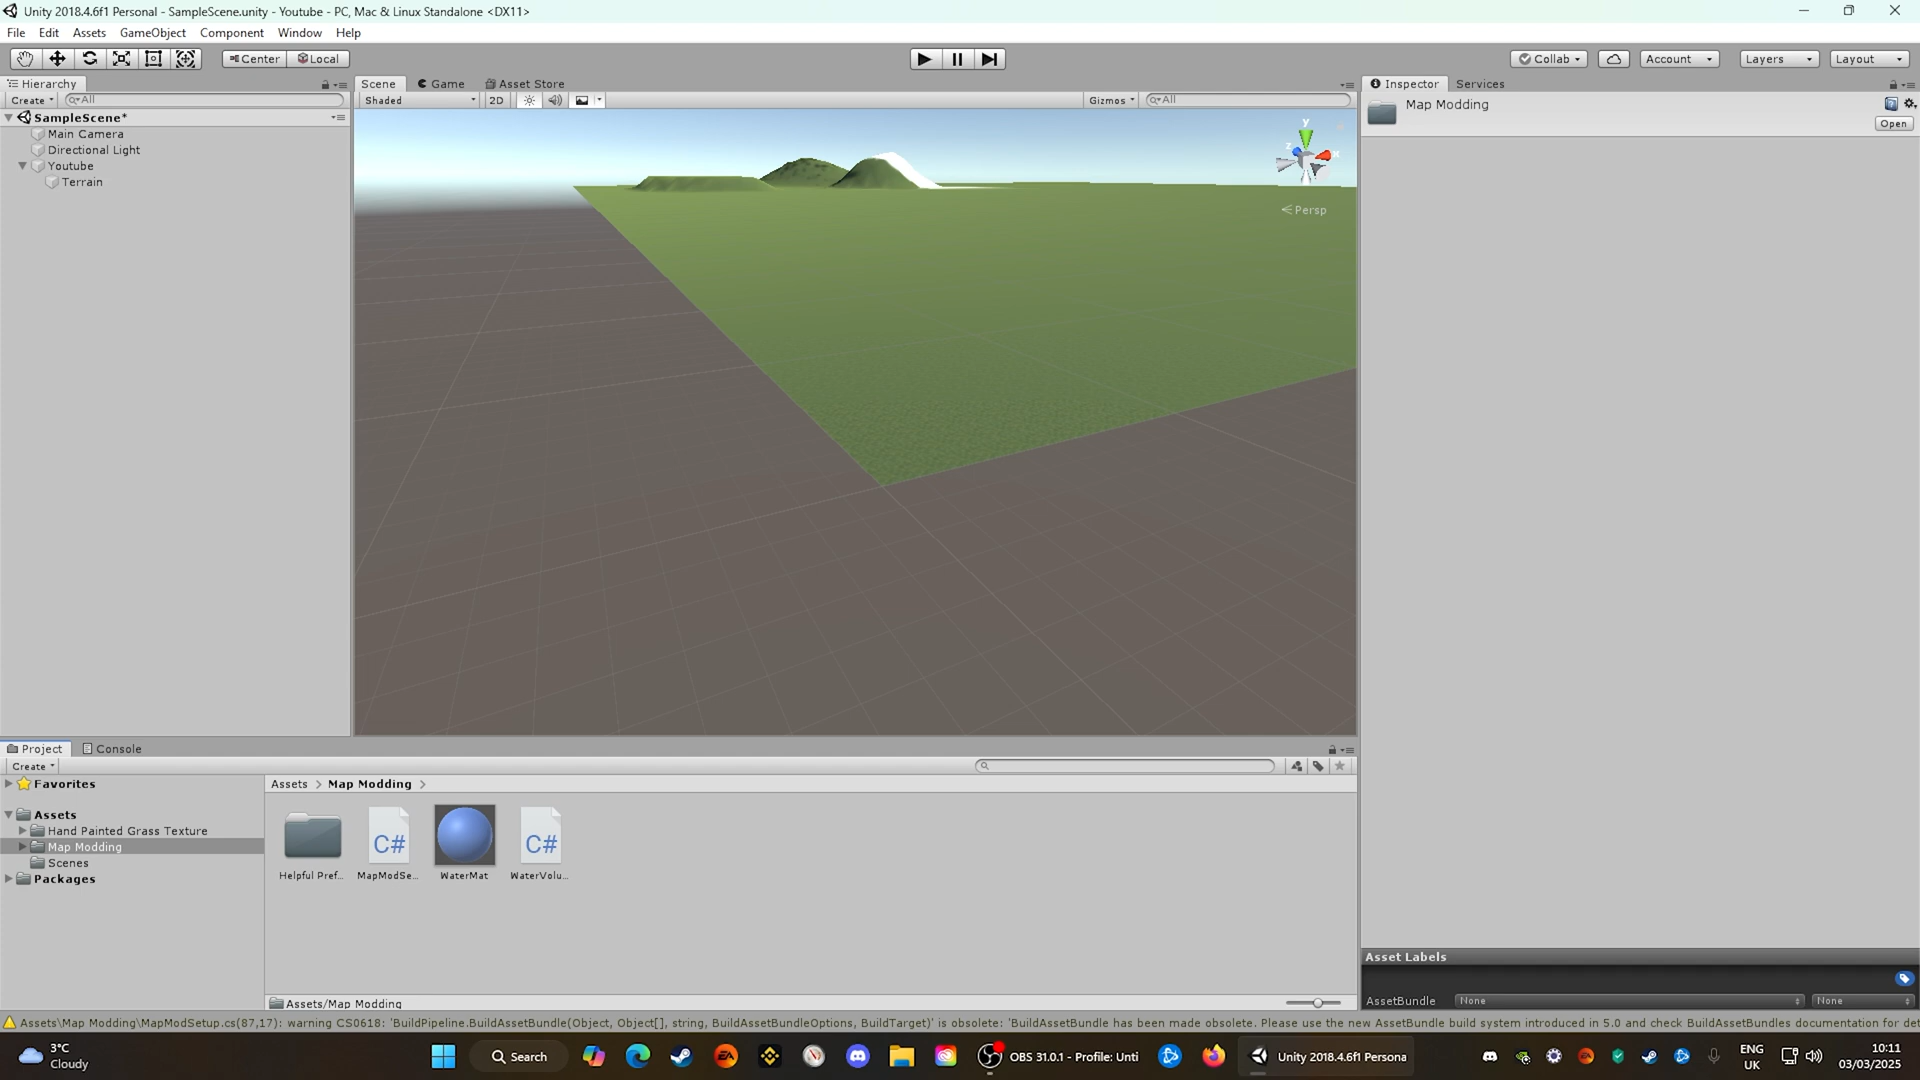 Unity 2018.4.6f1 Personal - SampleScene.unity - Youtube - PC, Mac & Linux Standalone <DX11>
File Edit Assets GameObject Component Window Help
Center Local Collab Account Layers Layout
Hierarchy
Create All
SampleScene*
Main Camera
Directional Light
Youtube
Terrain
Scene Game Asset Store
Shaded 2D Gizmos All
y
x
z
Persp
Inspector Services
Map Modding
Open
Project Console
Create
Favorites
Assets
Hand Painted Grass Texture
Map Modding
Scenes
Packages
Assets > Map Modding >
C#
C#
Helpful Pref... MapModSe... WaterMat WaterVolu...
Assets/Map Modding
Asset Labels
AssetBundle None None
Assets\Map Modding\MapModSetup.cs(87,17): warning CS0618: 'BuildPipeline.BuildAssetBundle(Object, Object[], string, BuildAssetBundleOptions, BuildTarget)' is obsolete: 'BuildAssetBundle has been made obsolete. Please use the new AssetBundle build system introduced in 5.0 and check BuildAssetBundles documentation for det
3°C
Cloudy
Search
EA
OBS 31.0.1 - Profile: Unti
Unity 2018.4.6f1 Persona
ENG
UK
10:11
03/03/2025